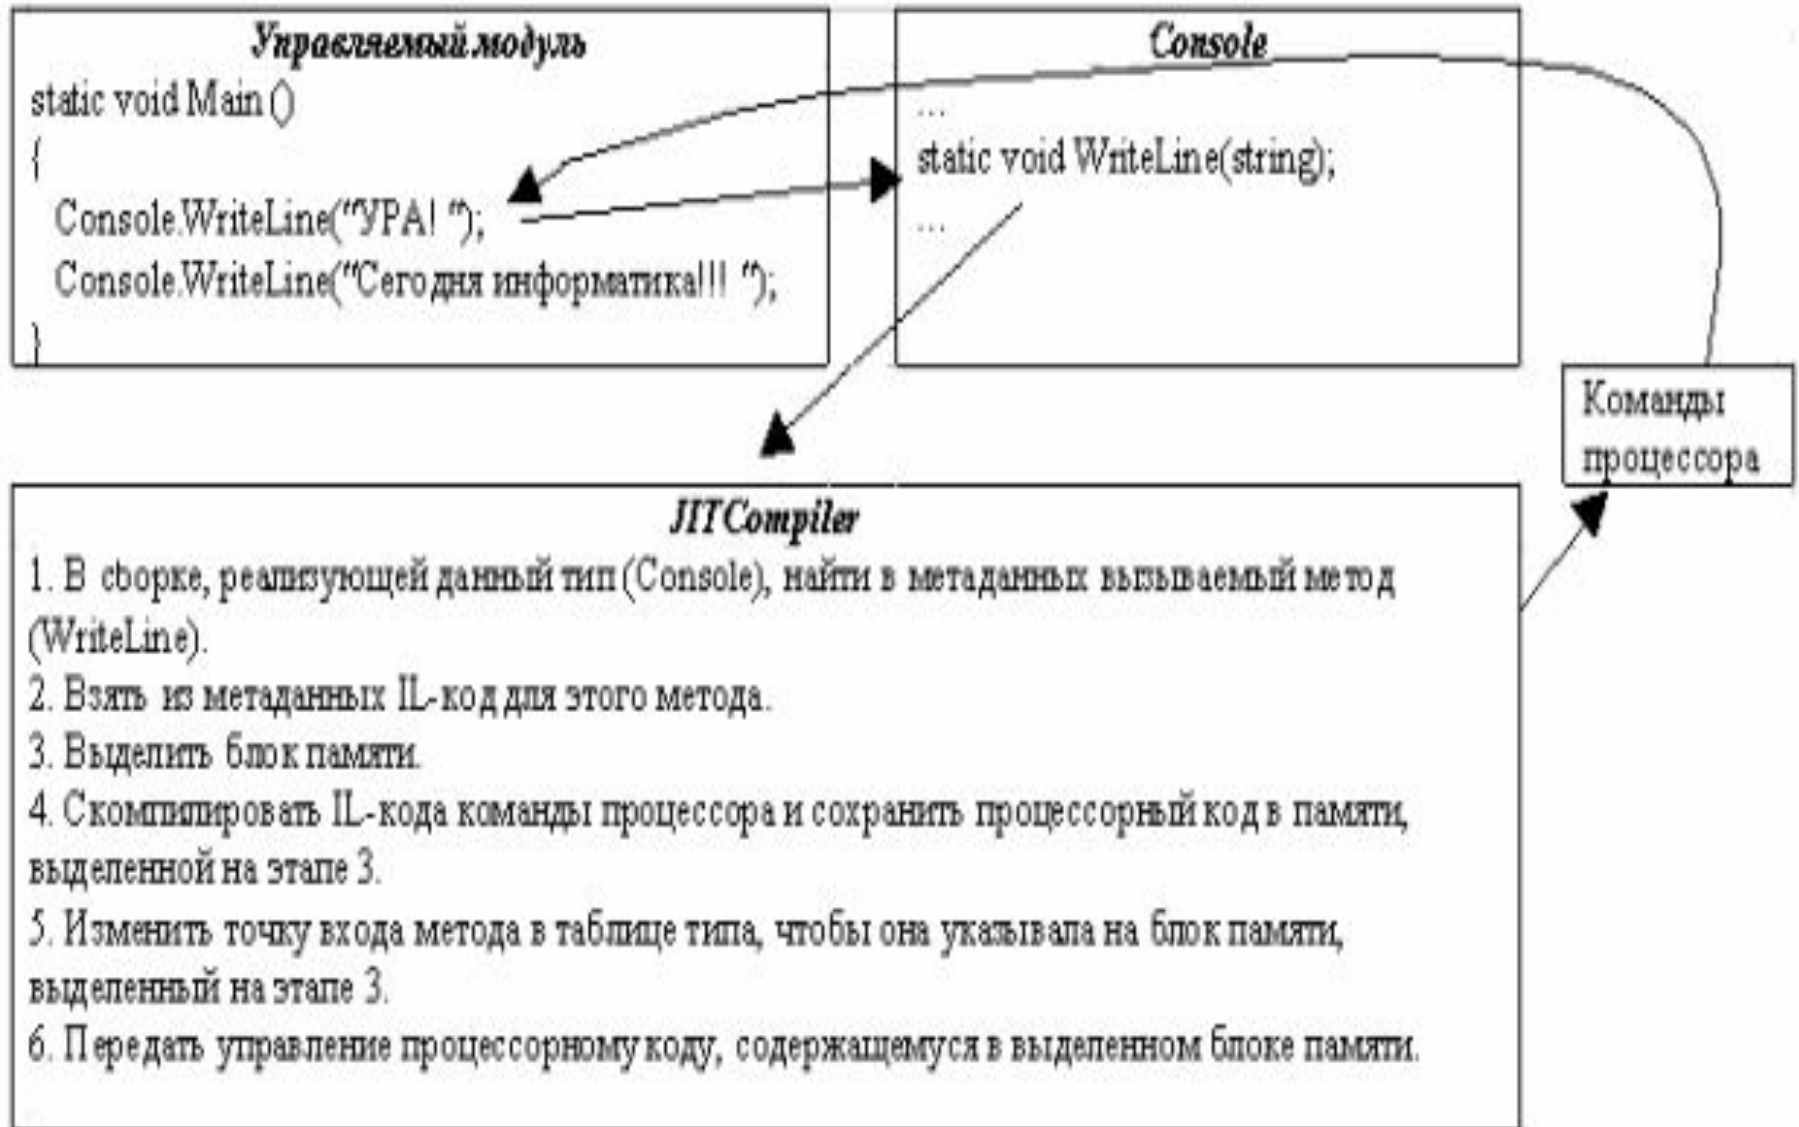 Управляемый модуль
static void Main ()
{
Console.WriteLine("УРА! ");
Console.WriteLine("Сегодня информатика!!! ");
}
Console
...
static void WriteLine(string);
...
Команды
процессора
JITCompiler
1. В сборке, реализующей данный тип (Console), найти в метаданных вызываемый метод
(WriteLine).
2. Взять из метаданных IL-код для этого метода.
3. Выделить блок памяти.
4. Скомпилировать IL-кода команды процессора и сохранить процессорный код в памяти,
выделенной на этапе 3.
5. Изменить точку входа метода в таблице типа, чтобы она указывала на блок памяти,
выделенный на этапе 3.
6. Передать управление процессорному коду, содержащемуся в выделенном блоке памяти.